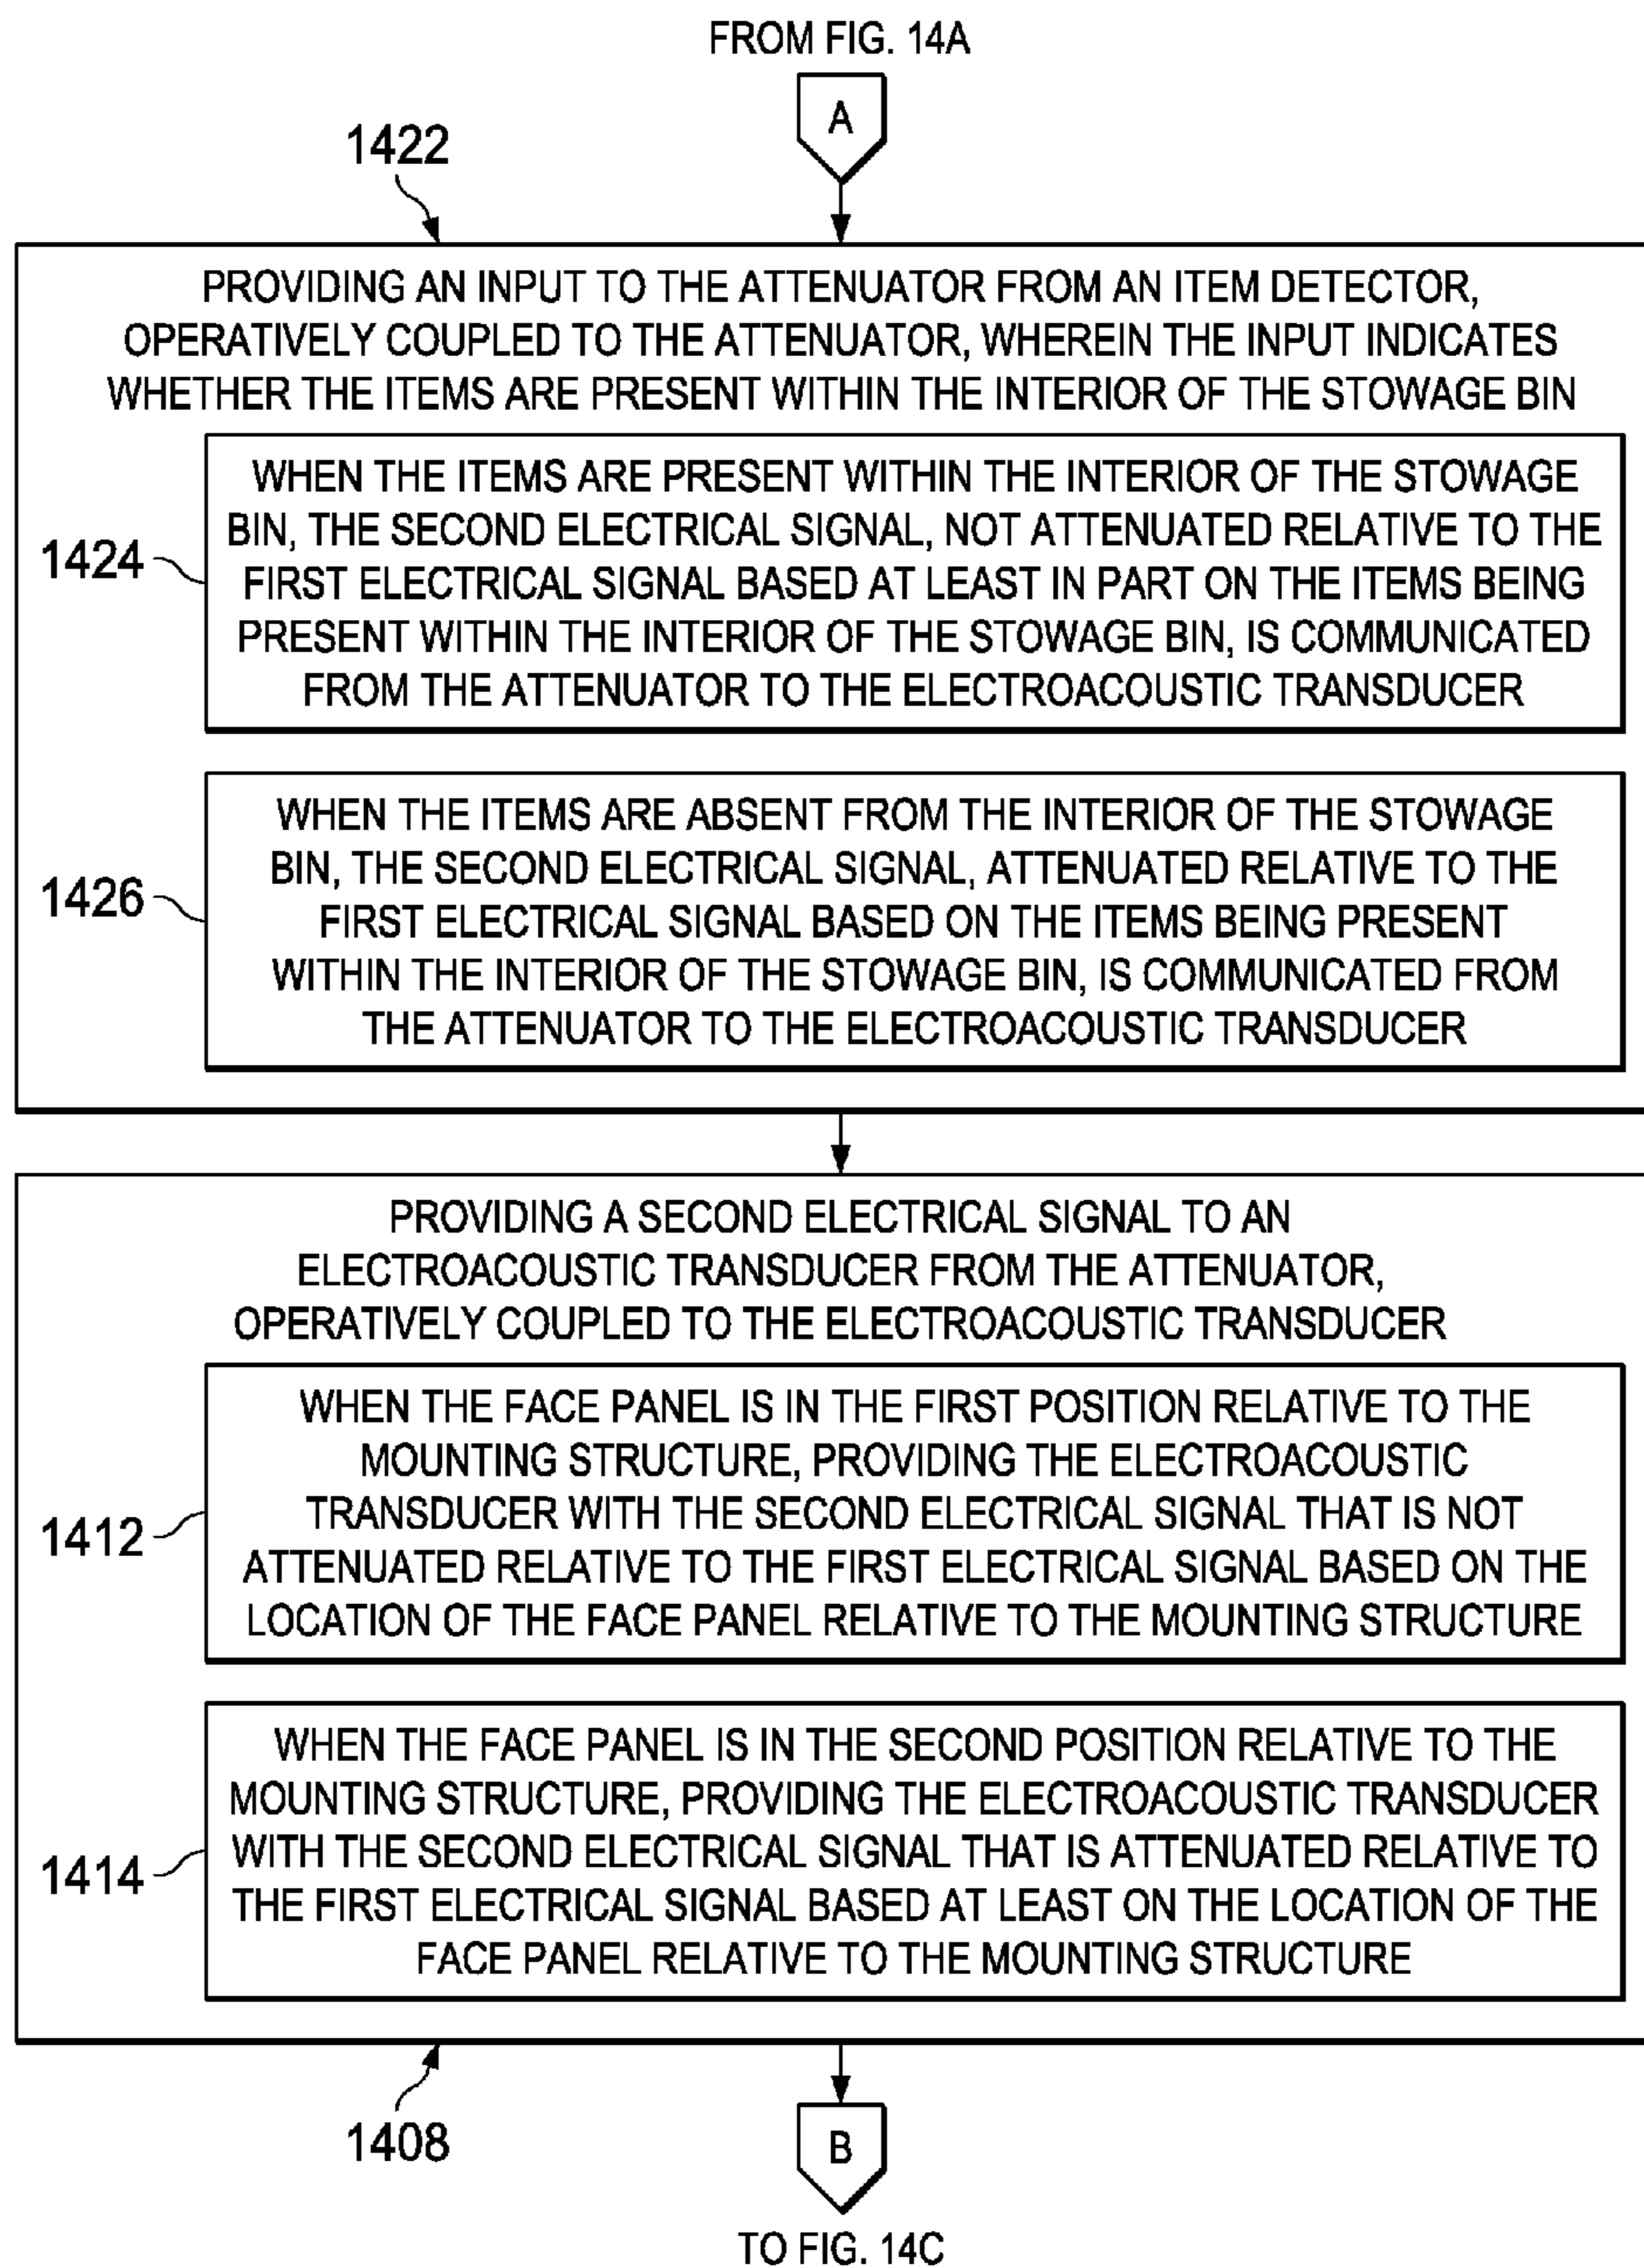 FROM FIG. 14A
A
1422
PROVIDING AN INPUT TO THE ATTENUATOR FROM AN ITEM DETECTOR,
OPERATIVELY COUPLED TO THE ATTENUATOR, WHEREIN THE INPUT INDICATES
WHETHER THE ITEMS ARE PRESENT WITHIN THE INTERIOR OF THE STOWAGE BIN
1424
WHEN THE ITEMS ARE PRESENT WITHIN THE INTERIOR OF THE STOWAGE
BIN, THE SECOND ELECTRICAL SIGNAL, NOT ATTENUATED RELATIVE TO THE
FIRST ELECTRICAL SIGNAL BASED AT LEAST IN PART ON THE ITEMS BEING
PRESENT WITHIN THE INTERIOR OF THE STOWAGE BIN, IS COMMUNICATED
FROM THE ATTENUATOR TO THE ELECTROACOUSTIC TRANSDUCER
1426
WHEN THE ITEMS ARE ABSENT FROM THE INTERIOR OF THE STOWAGE
BIN, THE SECOND ELECTRICAL SIGNAL, ATTENUATED RELATIVE TO THE
FIRST ELECTRICAL SIGNAL BASED ON THE ITEMS BEING PRESENT
WITHIN THE INTERIOR OF THE STOWAGE BIN, IS COMMUNICATED FROM
THE ATTENUATOR TO THE ELECTROACOUSTIC TRANSDUCER
PROVIDING A SECOND ELECTRICAL SIGNAL TO AN
ELECTROACOUSTIC TRANSDUCER FROM THE ATTENUATOR,
OPERATIVELY COUPLED TO THE ELECTROACOUSTIC TRANSDUCER
1412
WHEN THE FACE PANEL IS IN THE FIRST POSITION RELATIVE TO THE
MOUNTING STRUCTURE, PROVIDING THE ELECTROACOUSTIC
TRANSDUCER WITH THE SECOND ELECTRICAL SIGNAL THAT IS NOT
ATTENUATED RELATIVE TO THE FIRST ELECTRICAL SIGNAL BASED ON THE
LOCATION OF THE FACE PANEL RELATIVE TO THE MOUNTING STRUCTURE
1414
WHEN THE FACE PANEL IS IN THE SECOND POSITION RELATIVE TO THE
MOUNTING STRUCTURE, PROVIDING THE ELECTROACOUSTIC TRANSDUCER
WITH THE SECOND ELECTRICAL SIGNAL THAT IS ATTENUATED RELATIVE TO
THE FIRST ELECTRICAL SIGNAL BASED AT LEAST ON THE LOCATION OF THE
FACE PANEL RELATIVE TO THE MOUNTING STRUCTURE
1408
B
TO FIG. 14C